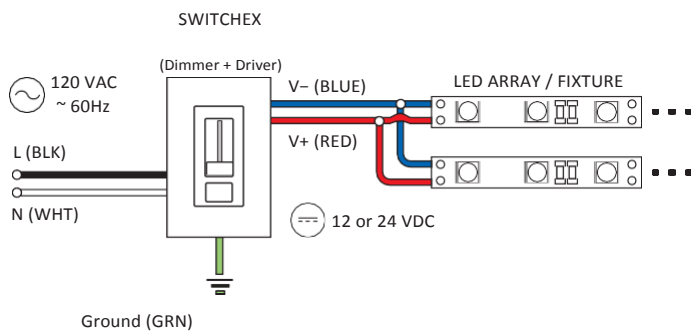 SWITCHEX
(Dimmer + Driver)
120 VAC
~ 60Hz
V− (BLUE)
LED ARRAY / FIXTURE
V+ (RED)
L (BLK)
N (WHT)
12 or 24 VDC
Ground (GRN)